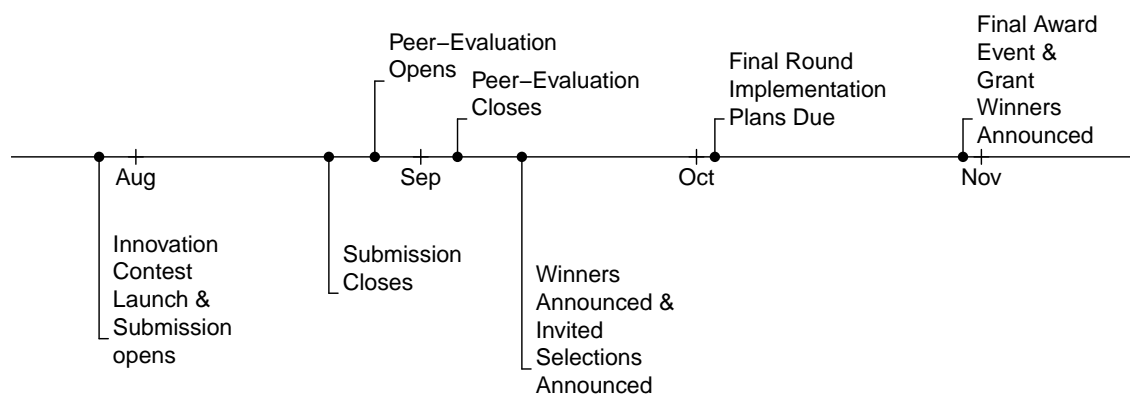 Peer−Evaluation
Opens
Peer−Evaluation
Closes
Final Round
Implementation
Plans Due
Final Award
Event &
Grant
Winners
Announced
Aug
Sep
Oct
Nov
Innovation
Contest
Launch &
Submission
opens
Submission
Closes
Winners
Announced &
Invited
Selections
Announced